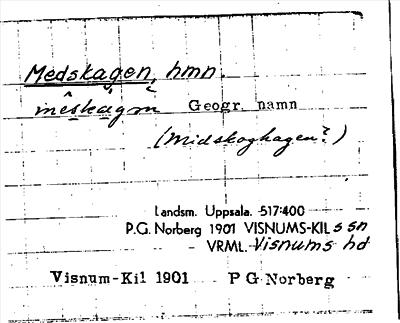 Medskagen, hmn.
Geogr. namn
(Midskoghagen?)
Landsm. Uppsala. 517:400
P.G. Norberg 1901 VISNUMS-KIL s sn
VRML. Visnums hd
Visnum-Kil 1901 P G Norberg